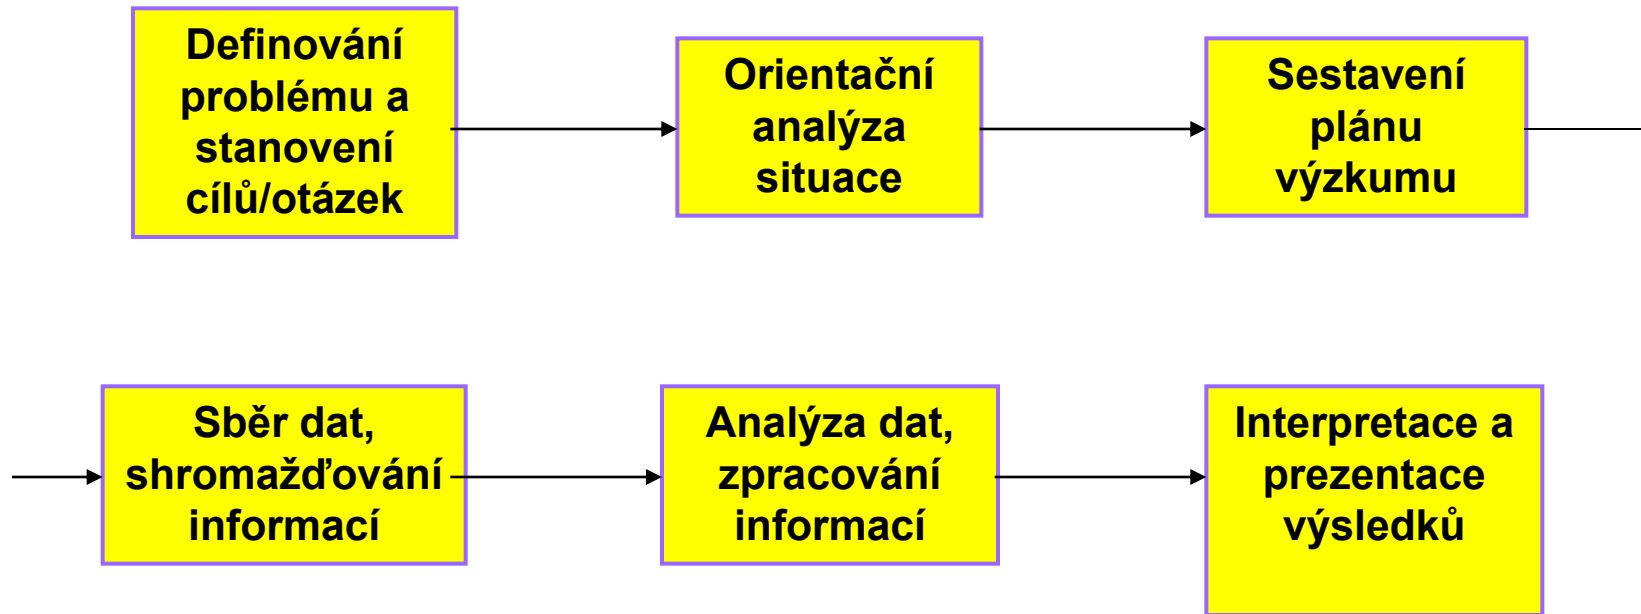 Definování
problému a
stanovení
cílů/otázek
Orientační
analýza
situace
Sestavení
plánu
výzkumu
Sběr dat,
shromažďování
informací
Analýza dat,
zpracování
informací
Interpretace a
prezentace
výsledků